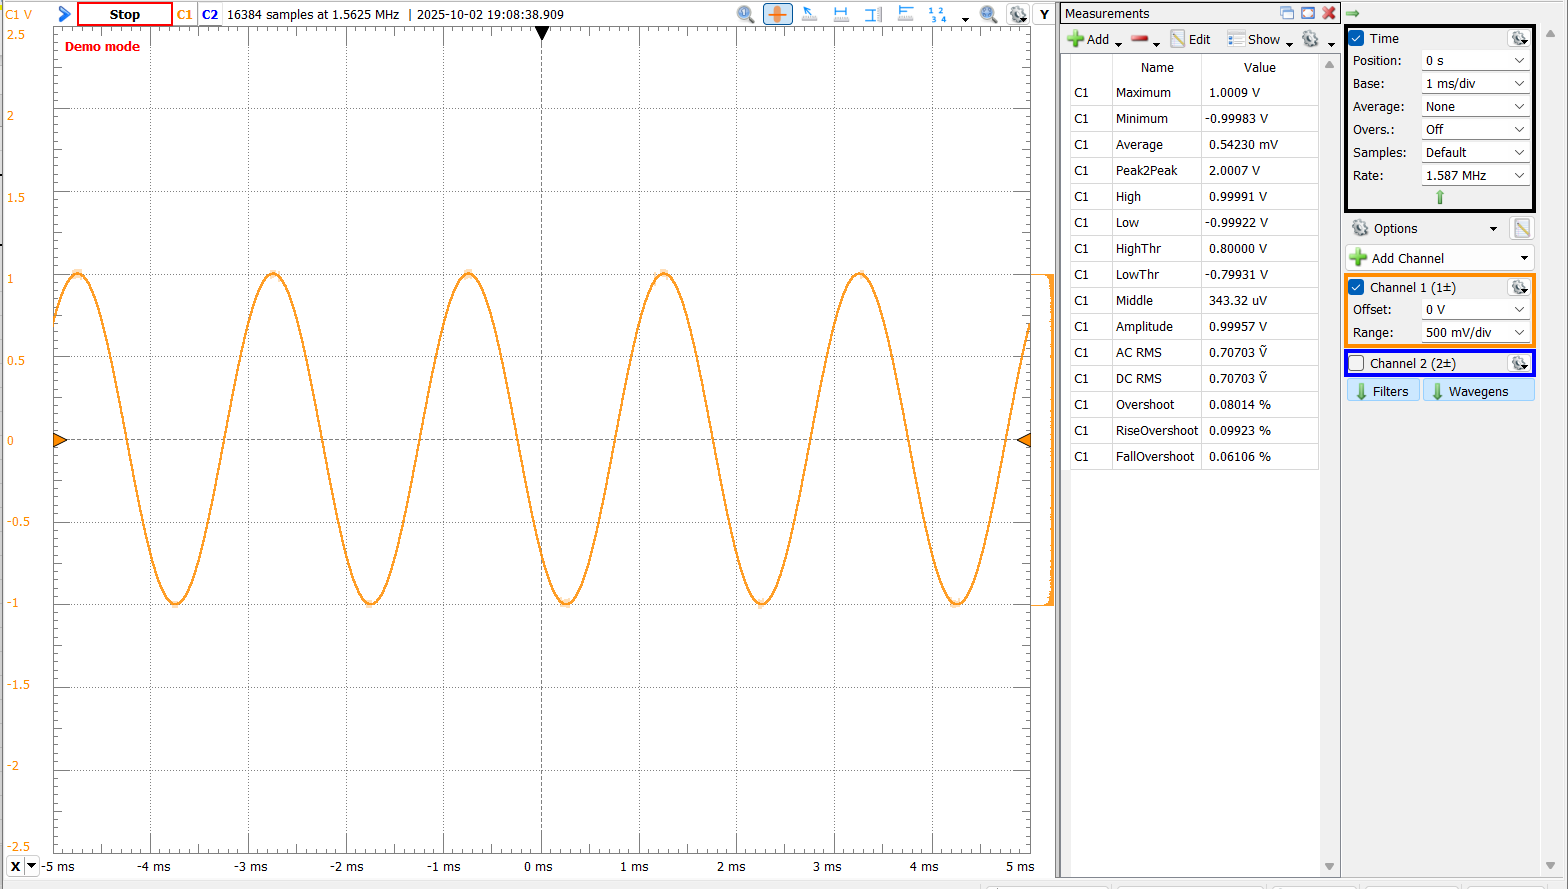 C1 V Stop C1 C2 16384 samples at 1.5625 MHz | 2025-10-02 19:08:38.909 Y
Demo mode
2.5
2
1.5
1
0.5
0
-0.5
-1
-1.5
-2
-2.5
X -5 ms -4 ms -3 ms -2 ms -1 ms 0 ms 1 ms 2 ms 3 ms 4 ms 5 ms
Measurements
Add Edit Show
Name Value
C1 Maximum 1.0009 V
C1 Minimum -0.99983 V
C1 Average 0.54230 mV
C1 Peak2Peak 2.0007 V
C1 High 0.99991 V
C1 Low -0.99922 V
C1 HighThr 0.80000 V
C1 LowThr -0.79931 V
C1 Middle 343.32 uV
C1 Amplitude 0.99957 V
C1 AC RMS 0.70703 Ṽ
C1 DC RMS 0.70703 Ṽ
C1 Overshoot 0.08014 %
C1 RiseOvershoot 0.09923 %
C1 FallOvershoot 0.06106 %
Time
Position: 0 s
Base: 1 ms/div
Average: None
Overs.: Off
Samples: Default
Rate: 1.587 MHz
Options
Add Channel
Channel 1 (1±)
Offset: 0 V
Range: 500 mV/div
Channel 2 (2±)
Filters Wavegens